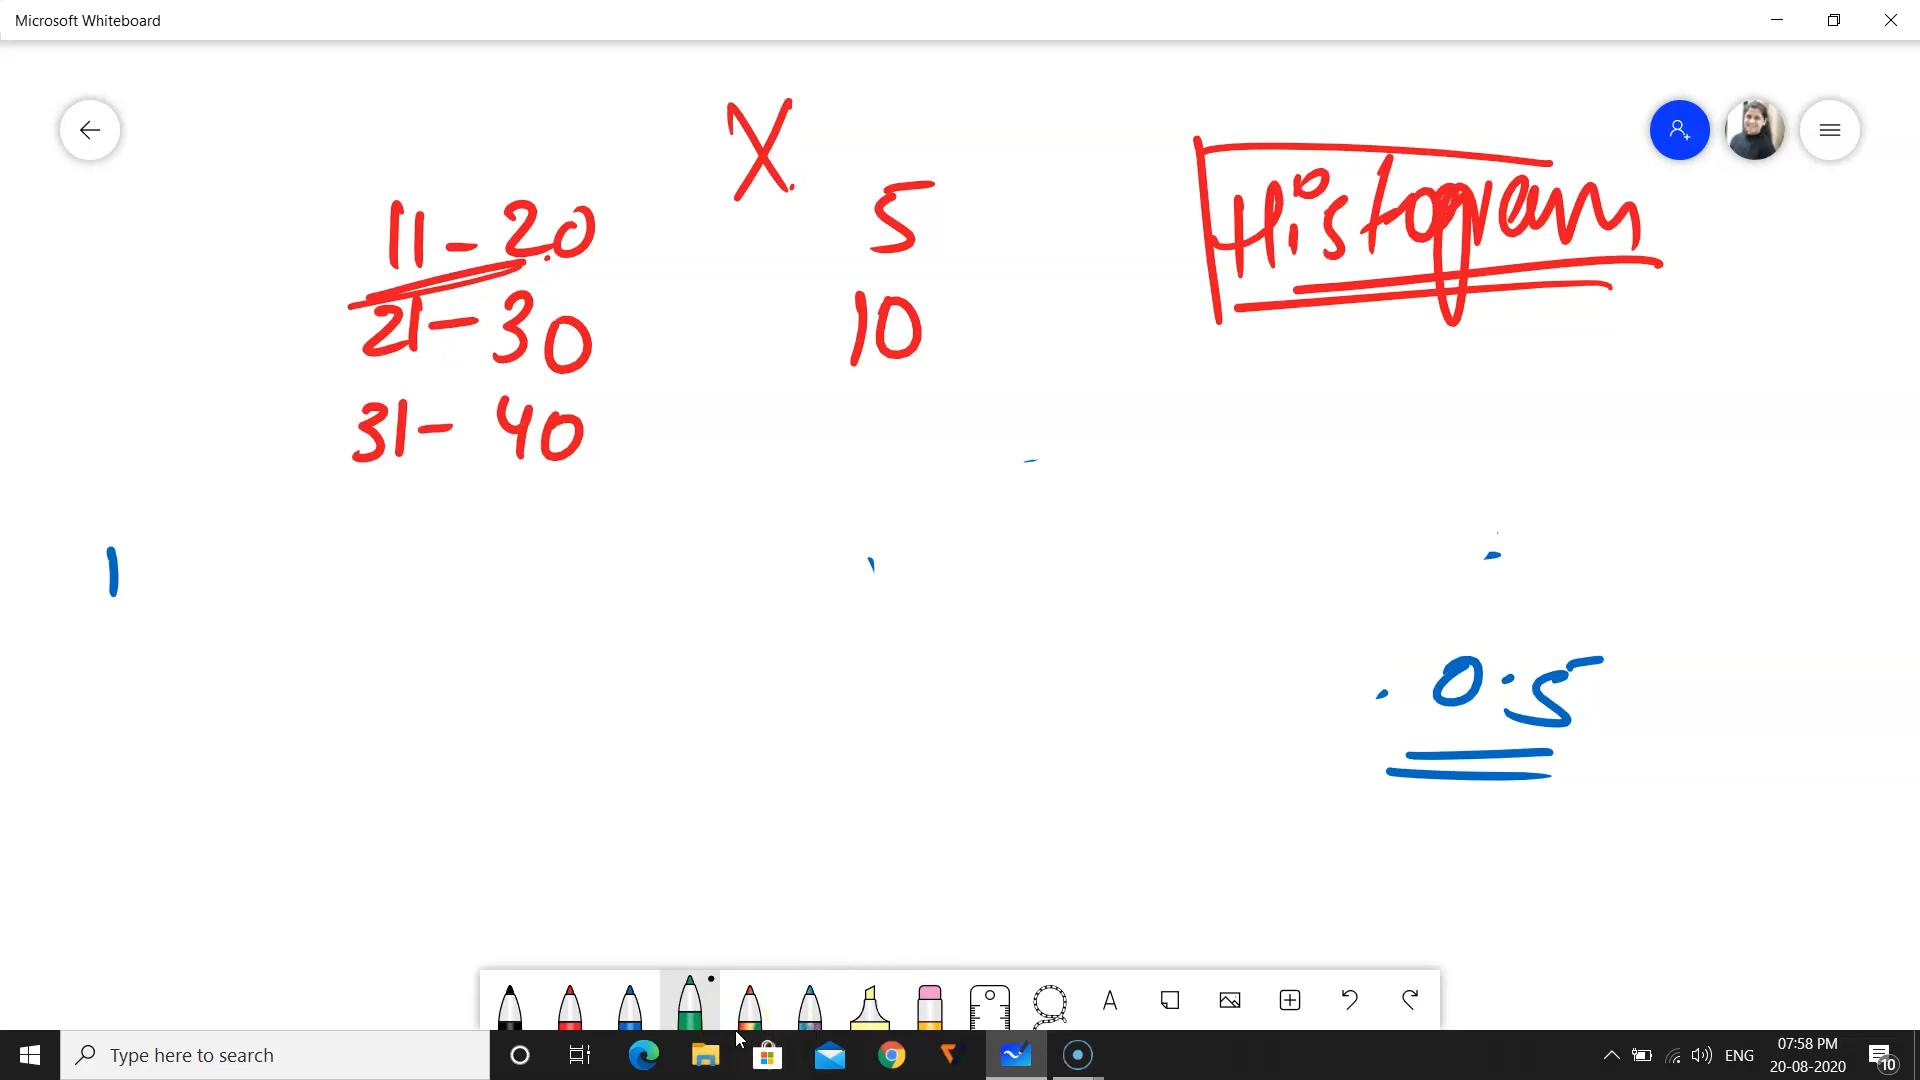 Microsoft Whiteboard
X
11 - 20 5
Histogram
21 - 30 10
31 - 40
0.5
A
Type here to search
ENG
07:58 PM
20-08-2020
10